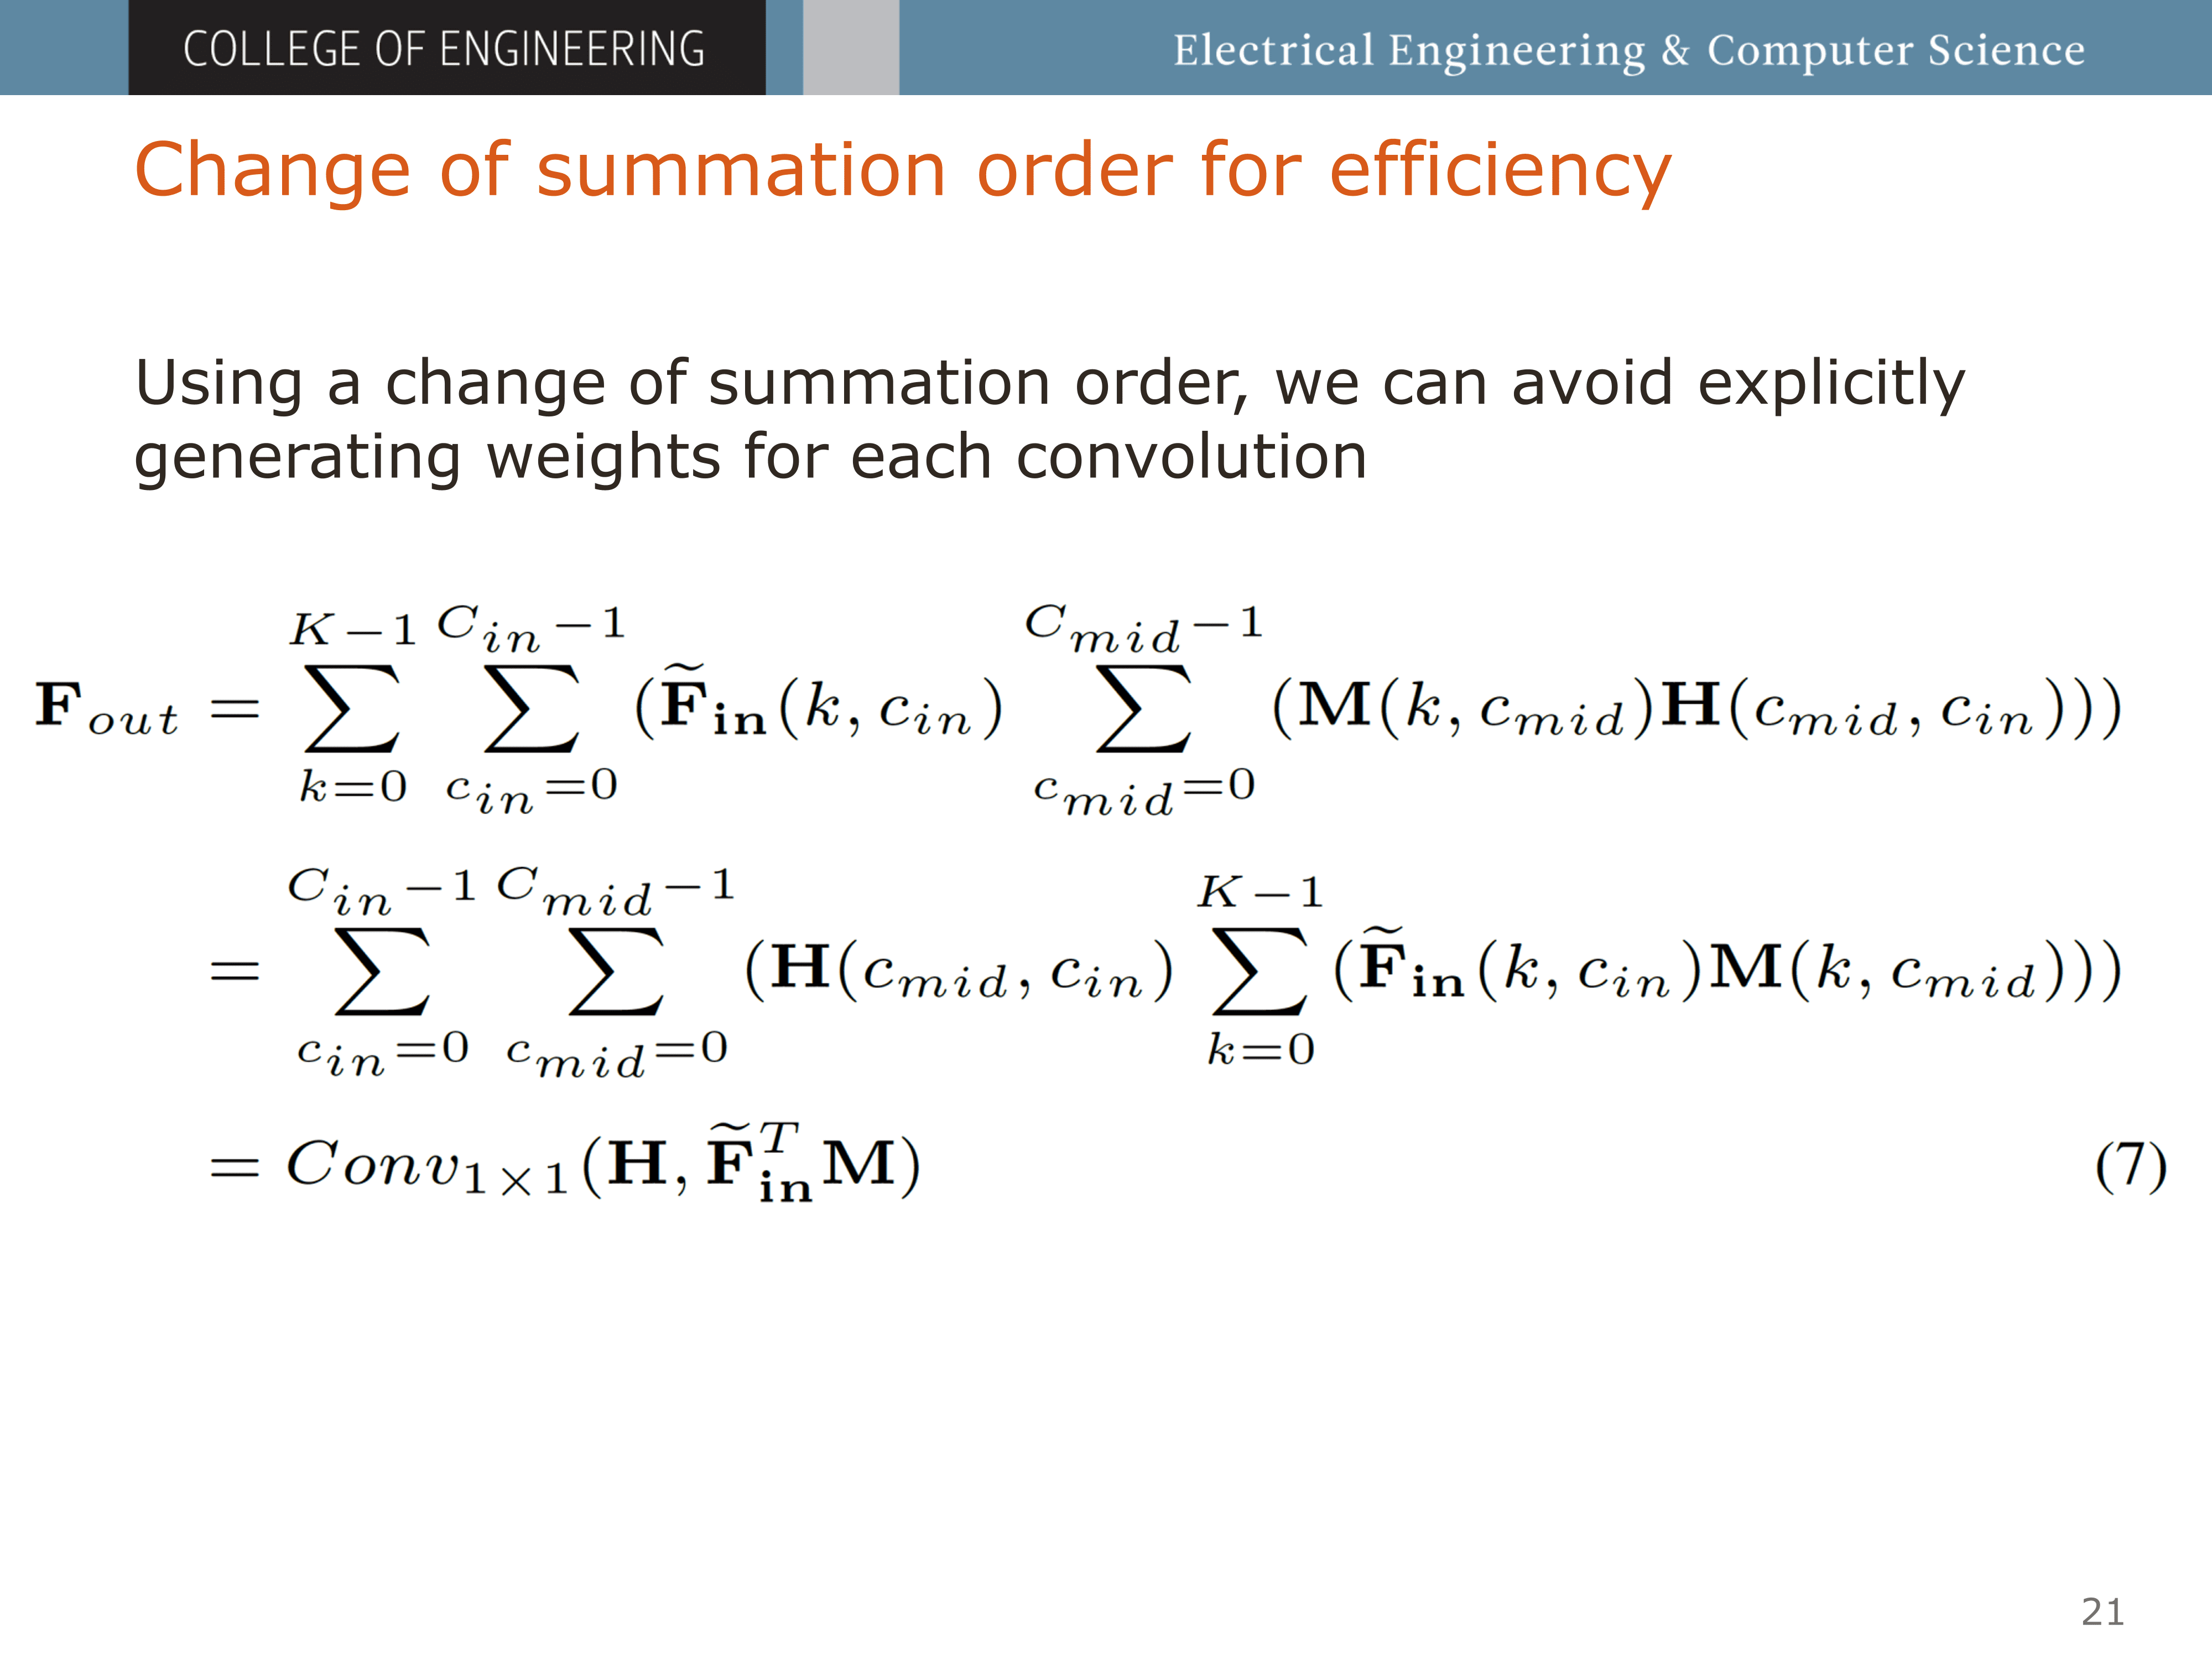 COLLEGE OF ENGINEERING
Electrical Engineering & Computer Science
Change of summation order for efficiency
Using a change of summation order, we can avoid explicitly
generating weights for each convolution
$\mathbf{F}_{out} = \sum_{k=0}^{K-1} \sum_{c_{in}=0}^{C_{in}-1} (\widetilde{\mathbf{F}}_{\mathbf{in}}(k, c_{in}) \sum_{c_{mid}=0}^{C_{mid}-1} (\mathbf{M}(k, c_{mid})\mathbf{H}(c_{mid}, c_{in})))$
$= \sum_{c_{in}=0}^{C_{in}-1} \sum_{c_{mid}=0}^{C_{mid}-1} (\mathbf{H}(c_{mid}, c_{in}) \sum_{k=0}^{K-1} (\widetilde{\mathbf{F}}_{\mathbf{in}}(k, c_{in})\mathbf{M}(k, c_{mid})))$
$= Conv_{1\times1}(\mathbf{H}, \widetilde{\mathbf{F}}_{\mathbf{in}}^{T}\mathbf{M})$ (7)
21